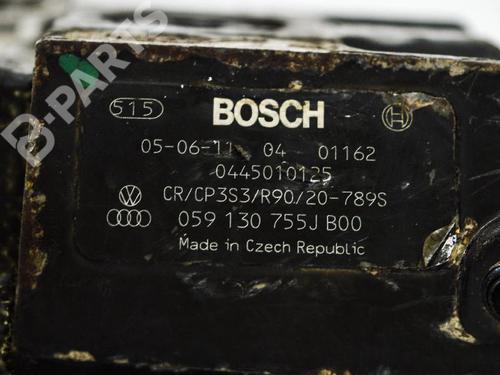 B-PARTS
515 BOSCH
05-06-11 04 01162
0445010125
CR/CP3S3/R90/20-789S
059 130 755J B00
Made in Czech Republic